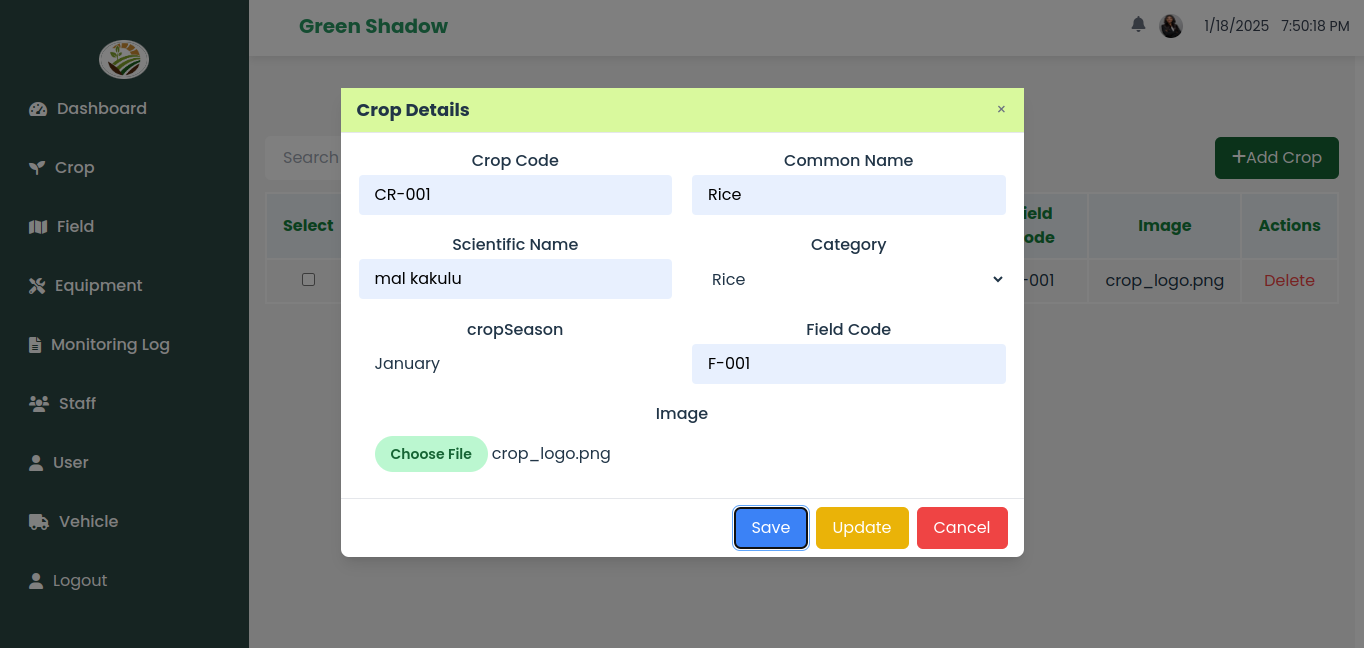 Green Shadow
1/18/2025 7:50:18 PM
Dashboard
Crop
Field
Equipment
Monitoring Log
Staff
User
Vehicle
Logout
Search
+Add Crop
Select
Image
Actions
-001
crop_logo.png
Delete
Crop Details
×
Crop Code
Common Name
CR-001
Rice
Scientific Name
Category
mal kakulu
Rice
cropSeason
Field Code
January
F-001
Image
Choose File crop_logo.png
Save
Update
Cancel